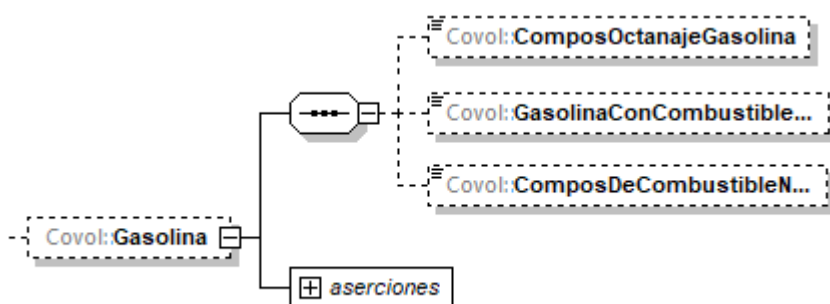 Covol::ComposOctanajeGasolina
Covol::GasolinaConCombustible...
Covol::ComposDeCombustibleN...
Covol::Gasolina
aserciones